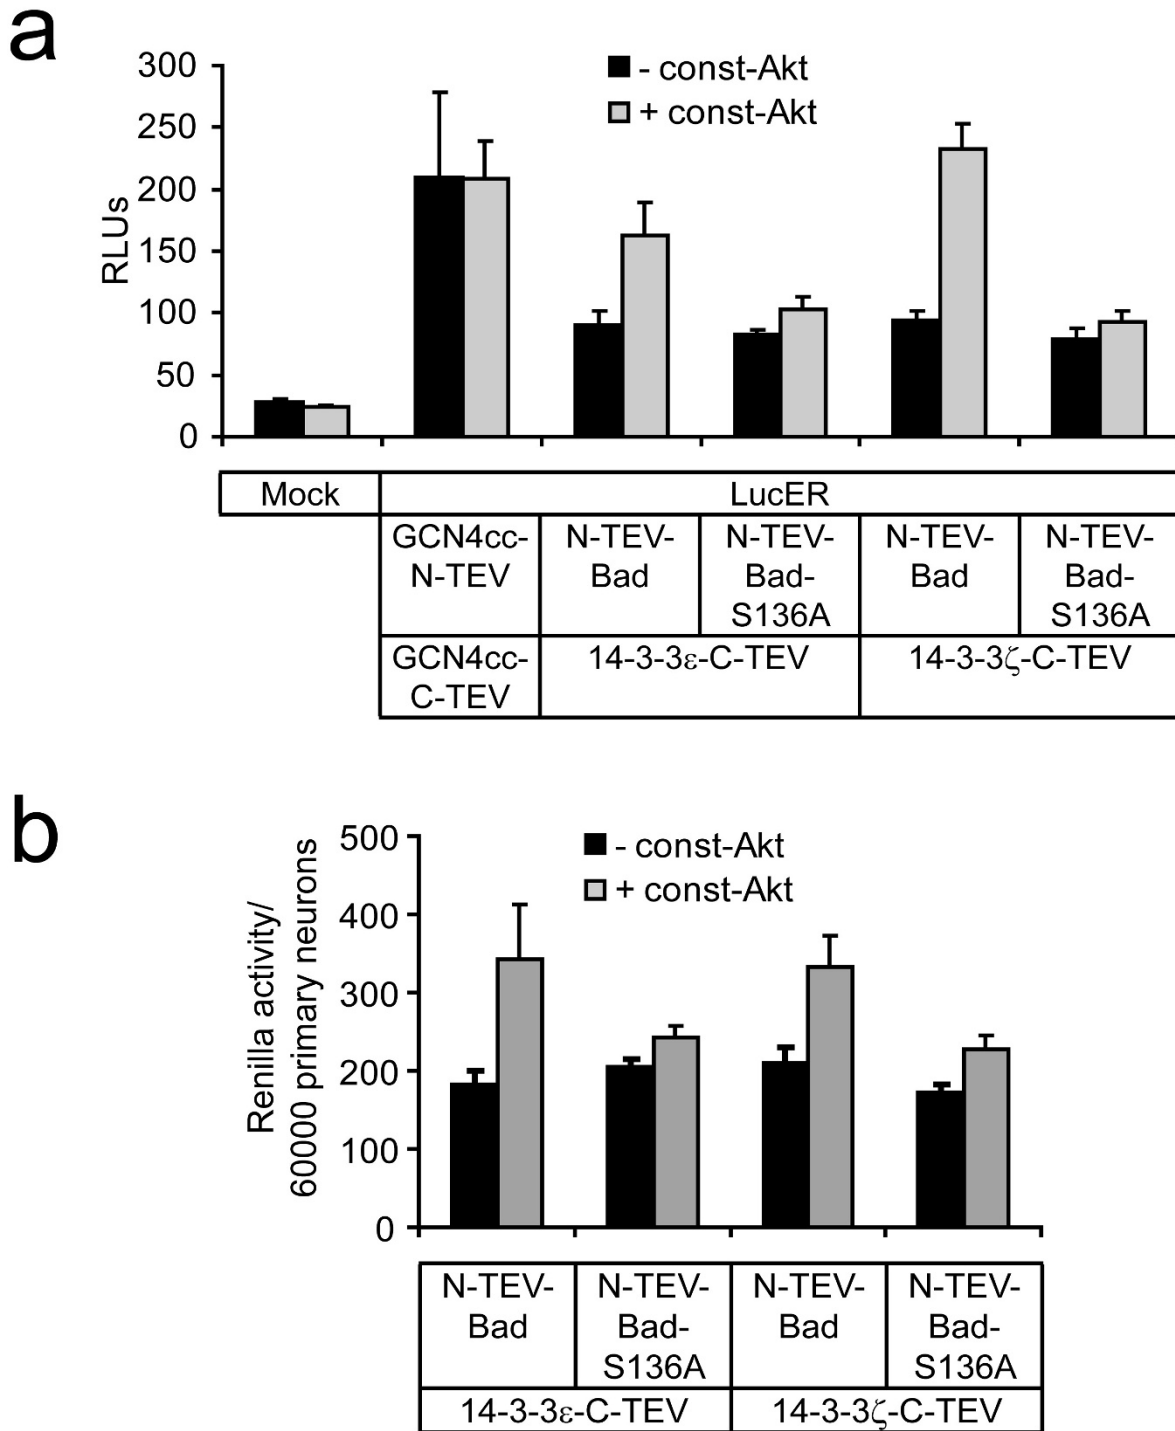 a
300
250
200
150
100
50
0
RLUs
- const-Akt
+ const-Akt
Mock
LucER
GCN4cc-
N-TEV
N-TEV-
Bad
N-TEV-
Bad-
S136A
N-TEV-
Bad
N-TEV-
Bad-
S136A
GCN4cc-
C-TEV
14-3-3ε-C-TEV
14-3-3ζ-C-TEV
b
500
400
300
200
100
0
Renilla activity/
60000 primary neurons
- const-Akt
+ const-Akt
N-TEV-
Bad
N-TEV-
Bad-
S136A
N-TEV-
Bad
N-TEV-
Bad-
S136A
14-3-3ε-C-TEV
14-3-3ζ-C-TEV